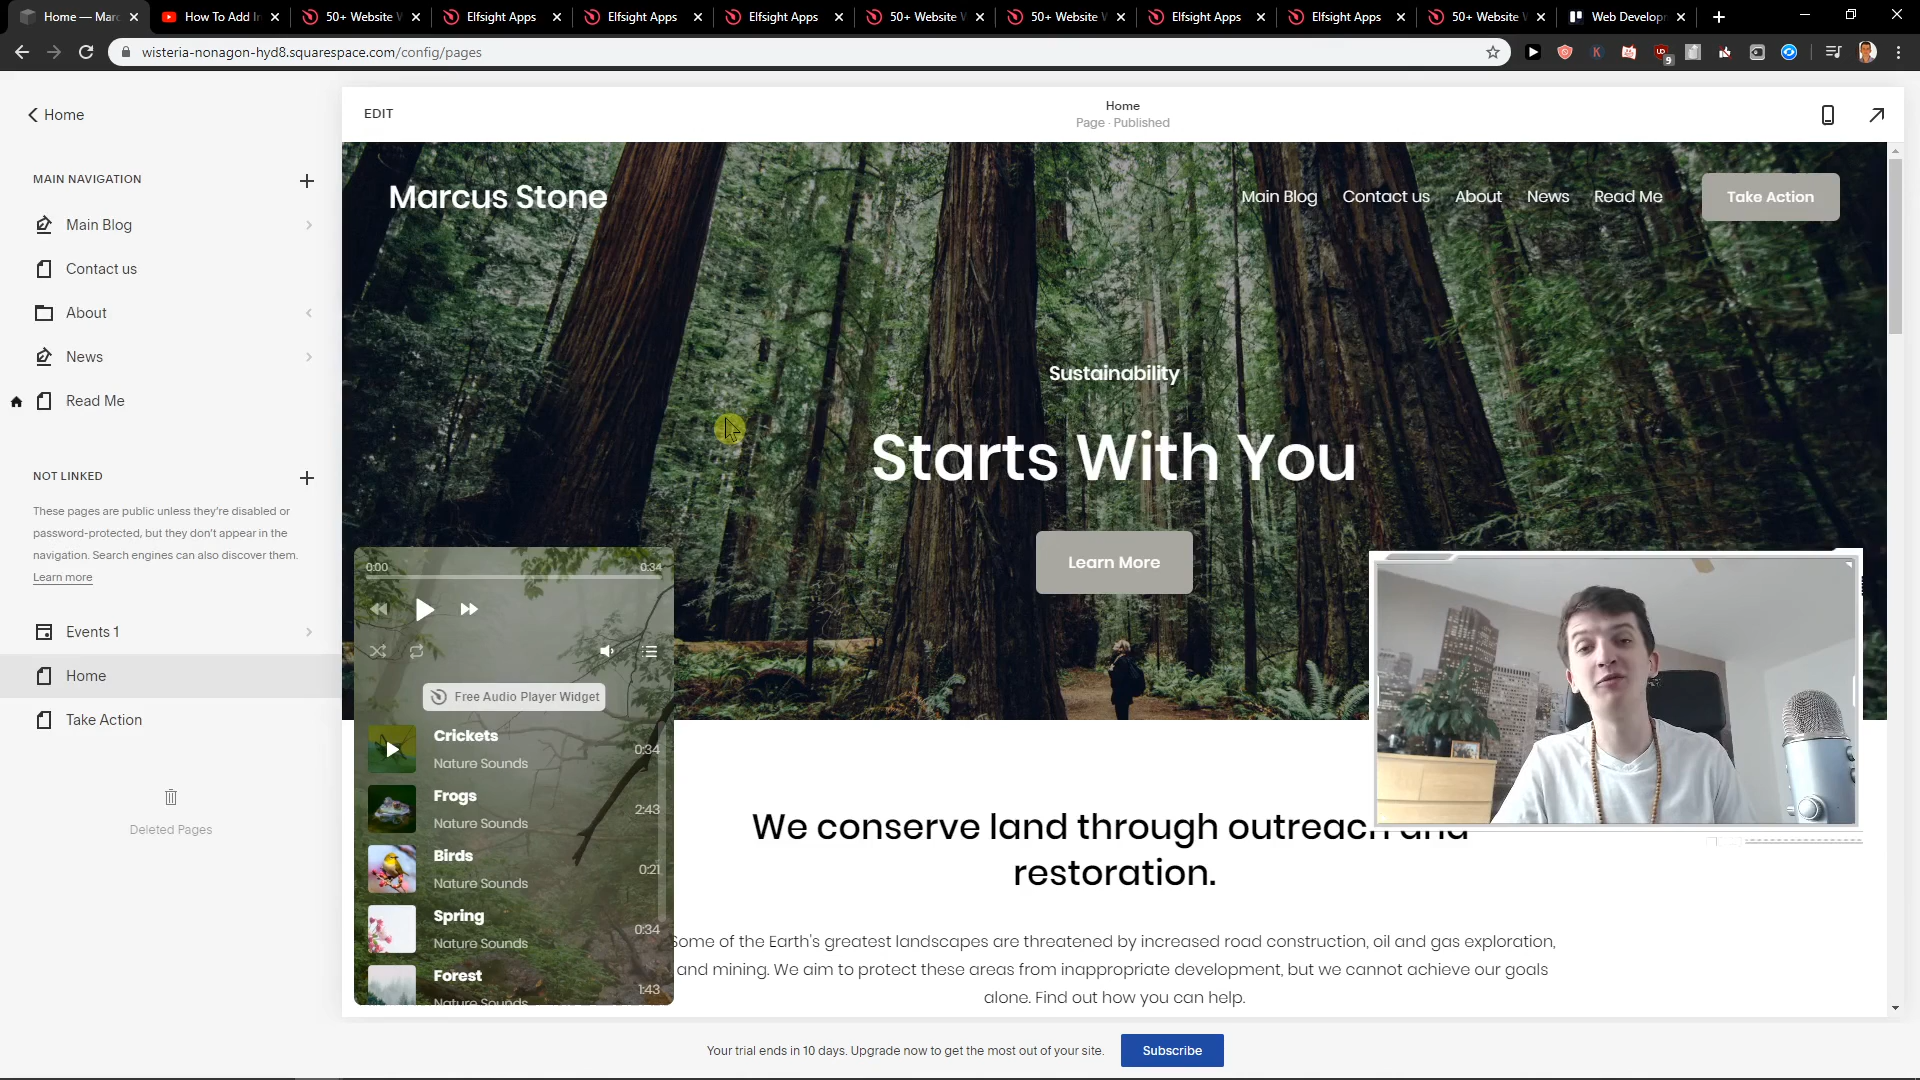 Home — Marc
How To Add In
50+ Website W
Elfsight Apps
Elfsight Apps
Elfsight Apps
50+ Website W
50+ Website W
Elfsight Apps
Elfsight Apps
50+ Website W
Web Develop
wisteria-nonagon-hyd8.squarespace.com/config/pages
9
Home
MAIN NAVIGATION
Main Blog
Contact us
About
News
Read Me
NOT LINKED
These pages are public unless they're disabled or
password-protected, but they don't appear in the
navigation. Search engines can also discover them.
Learn more
Events 1
Home
Take Action
Deleted Pages
EDIT
Home
Page · Published
Marcus Stone
Main Blog Contact us About News Read Me Take Action
Sustainability
Starts With You
Learn More
0:00 0:34
Free Audio Player Widget
Crickets
Nature Sounds
0:34
Frogs
Nature Sounds
2:43
Birds
Nature Sounds
0:21
Spring
Nature Sounds
0:34
Forest
Nature Sounds
1:43
We conserve land through outreach and
restoration.
Some of the Earth's greatest landscapes are threatened by increased road construction, oil and gas exploration,
and mining. We aim to protect these areas from inappropriate development, but we cannot achieve our goals
alone. Find out how you can help.
Your trial ends in 10 days. Upgrade now to get the most out of your site.
Subscribe